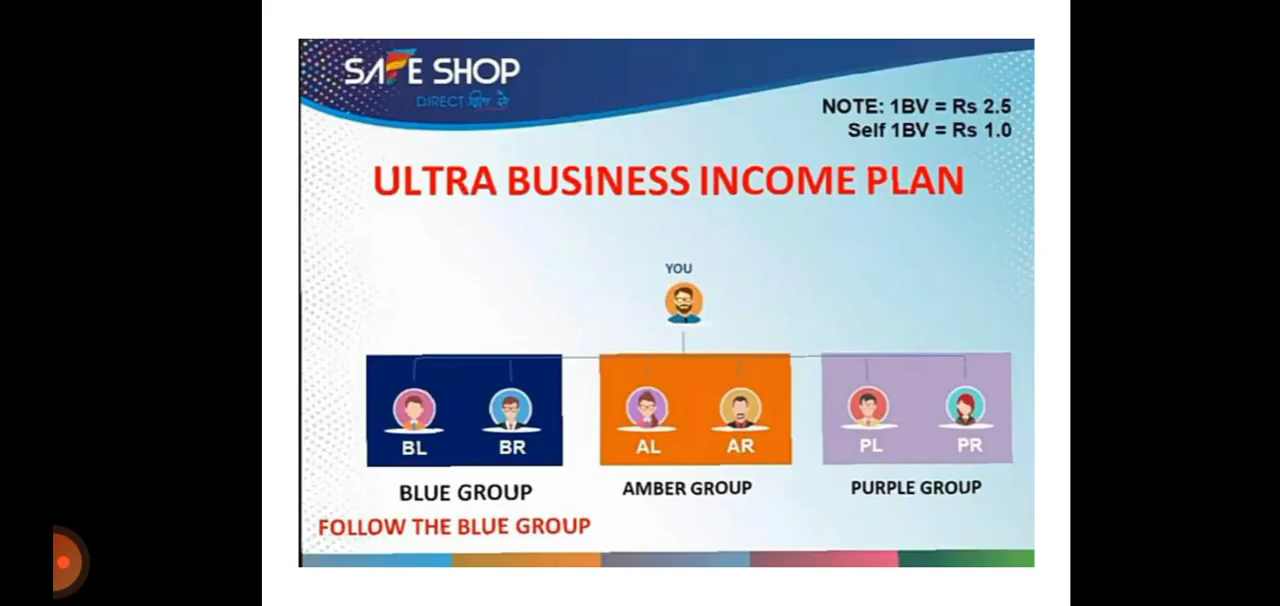 SAFE SHOP
DIRECT दिल से
NOTE: 1BV = Rs 2.5
Self 1BV = Rs 1.0
ULTRA BUSINESS INCOME PLAN
YOU
BL BR AL AR PL PR
BLUE GROUP AMBER GROUP PURPLE GROUP
FOLLOW THE BLUE GROUP